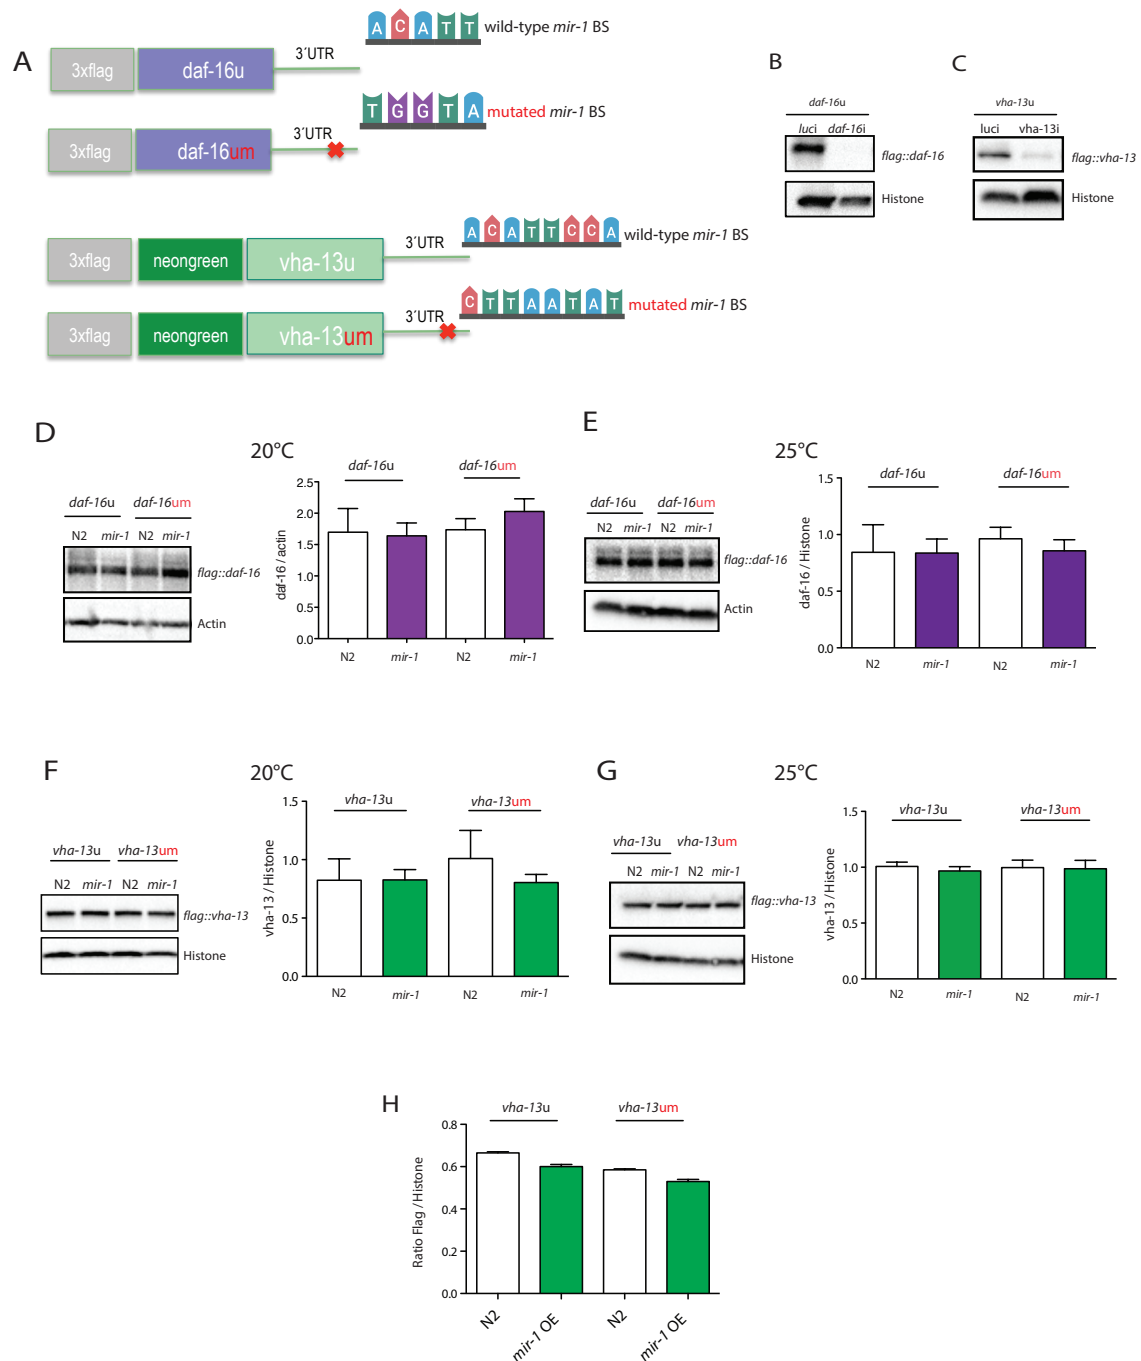 A
3xflag daf-16u 3´UTR
A C A T T wild-type mir-1 BS
3xflag daf-16um 3´UTR
T G G T A mutated mir-1 BS
3xflag neongreen vha-13u 3´UTR
A C A T T C C A wild-type mir-1 BS
3xflag neongreen vha-13um 3´UTR
C T T A A T A T mutated mir-1 BS
B
daf-16u
luci daf-16i
flag::daf-16
Histone
C
vha-13u
luci vha-13i
flag::vha-13
Histone
D
20°C
daf-16u daf-16um
N2 mir-1 N2 mir-1
flag::daf-16
Actin
daf-16u daf-16um
daf-16 / actin
2.5
2.0
1.5
1.0
0.5
0.0
N2 mir-1 N2 mir-1
E
25°C
daf-16u daf-16um
N2 mir-1 N2 mir-1
flag::daf-16
Actin
daf-16u daf-16um
daf-16 / Histone
1.5
1.0
0.5
0.0
N2 mir-1 N2 mir-1
F
20°C
vha-13u vha-13um
N2 mir-1 N2 mir-1
flag::vha-13
Histone
vha-13u vha-13um
vha-13 / Histone
1.5
1.0
0.5
0.0
N2 mir-1 N2 mir-1
G
25°C
vha-13u vha-13um
N2 mir-1 N2 mir-1
flag::vha-13
Histone
vha-13u vha-13um
vha-13 / Histone
1.5
1.0
0.5
0.0
N2 mir-1 N2 mir-1
H
vha-13u vha-13um
Ratio Flag / Histone
0.8
0.6
0.4
0.2
0.0
N2 mir-1 OE N2 mir-1 OE